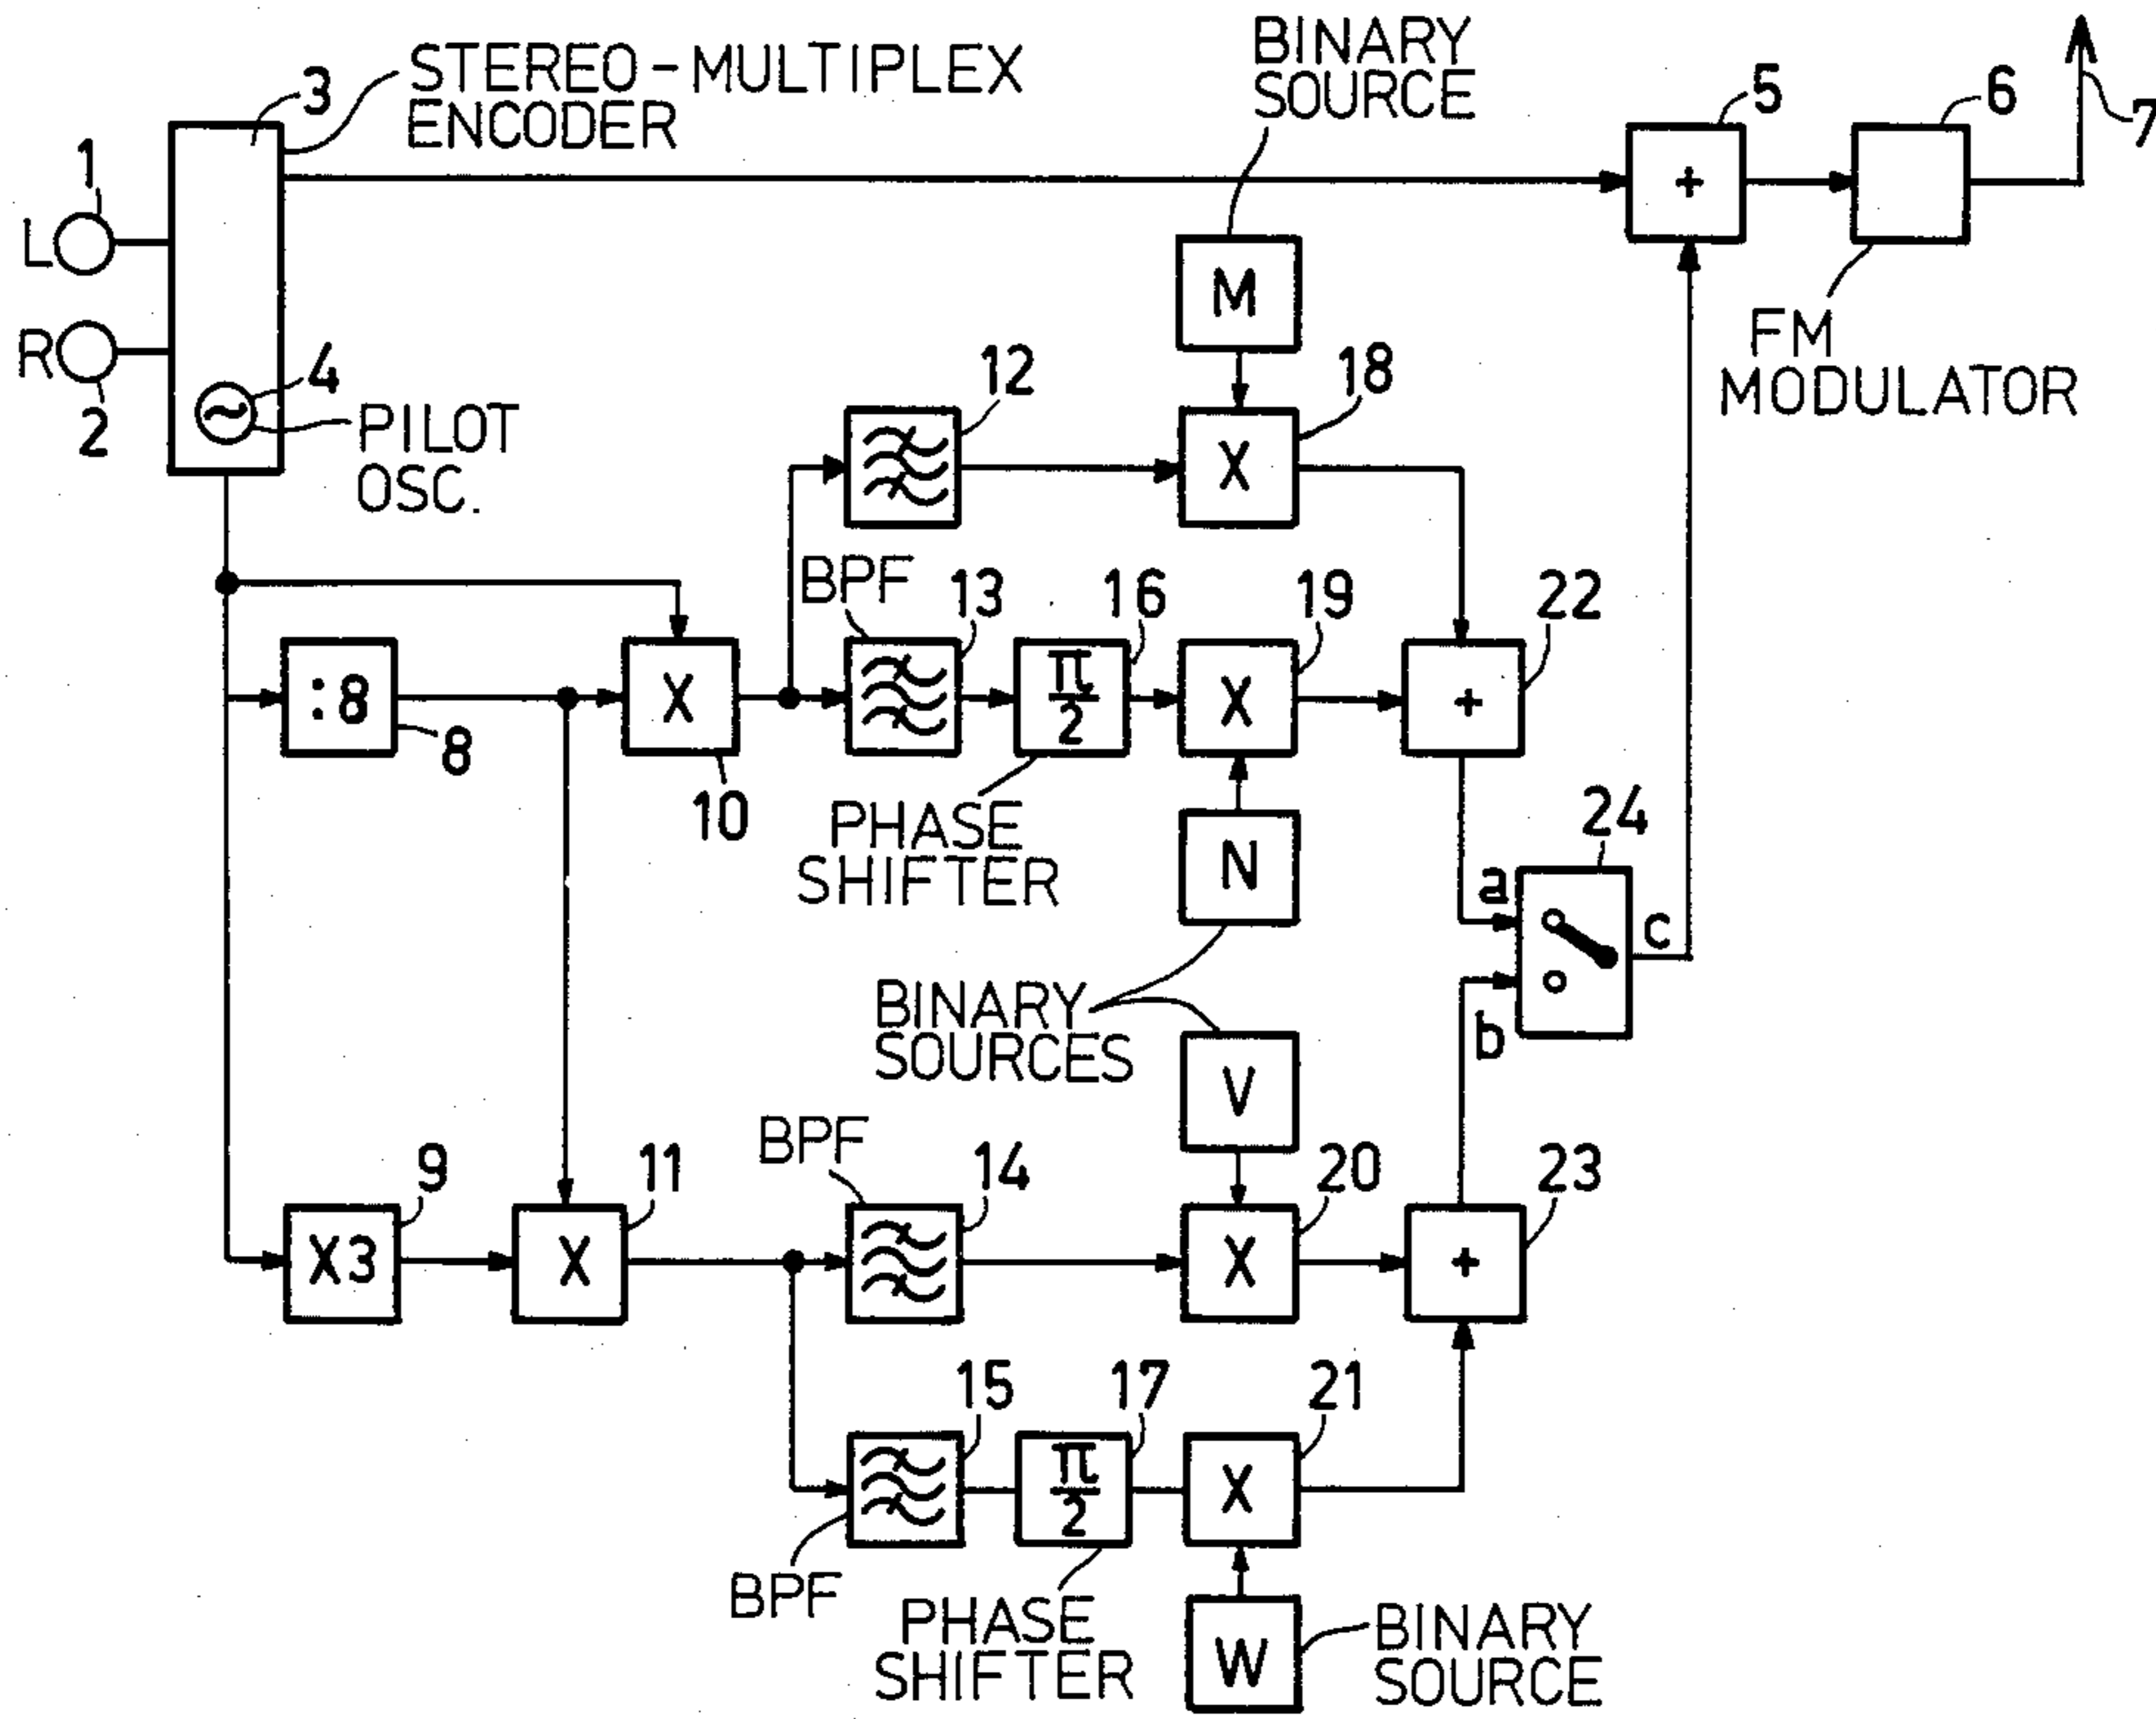 BINARY
SOURCE
STEREO-MULTIPLEX
ENCODER
3
5
6
7
1
L
R
2
4
PILOT
OSC.
+
M
FM
MODULATOR
12
18
X
BPF
13
16
19
22
:8
8
X
10
π
2
X
+
PHASE
SHIFTER
N
24
a
c
b
BINARY
SOURCES
V
BPF
9
11
14
20
23
X3
X
X
+
15
17
21
π
2
X
BPF
PHASE
SHIFTER
W
BINARY
SOURCE